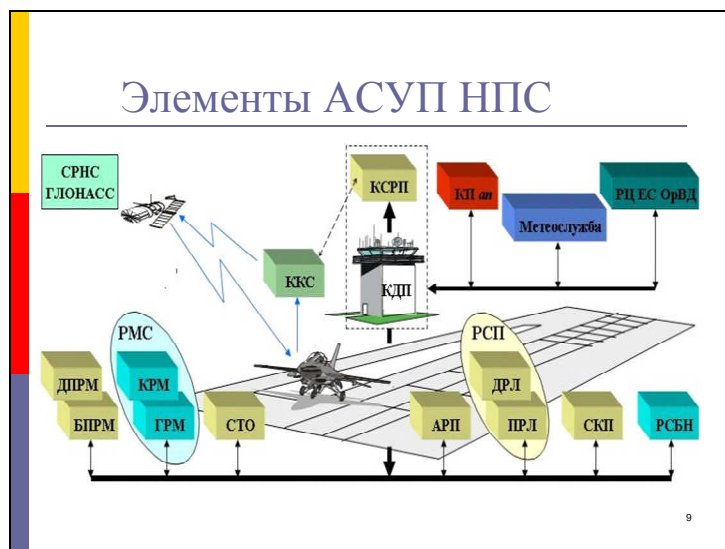 Элементы АСУП НПС
СРНС
ГЛОНАСС
КСРП
КП ап
Метеослужба
РЦ ЕС ОрВД
ККС
КДП
РМС
РСП
ДПРМ
БПРМ
КРМ
ГРМ
СТО
АРП
ДРЛ
ПРЛ
СКП
РСБН
9